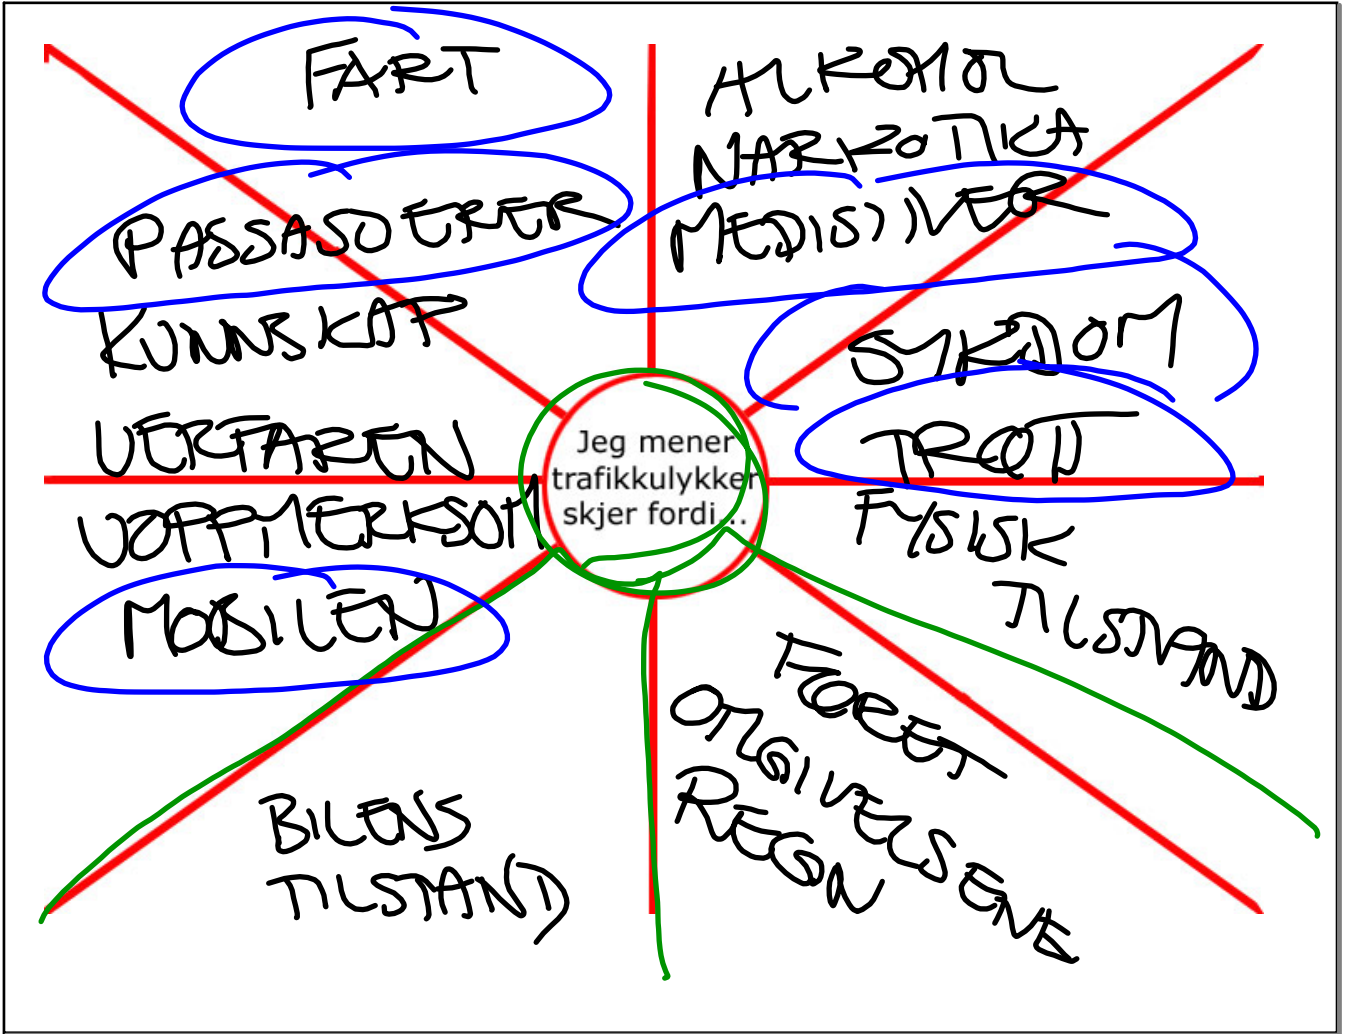 FART
PASSASJERER
KUNNSKAP
UERFAREN
UOPPMERKSOM
MOBILEN
ALKOHOL
NARKOTIKA
MEDISINER
SYKDOM
TRØTT
FYSISK
TILSTAND
Jeg mener
trafikkulykker
skjer fordi...
FØRET
OMGIVELSENE
REGN
BILENS
TILSTAND